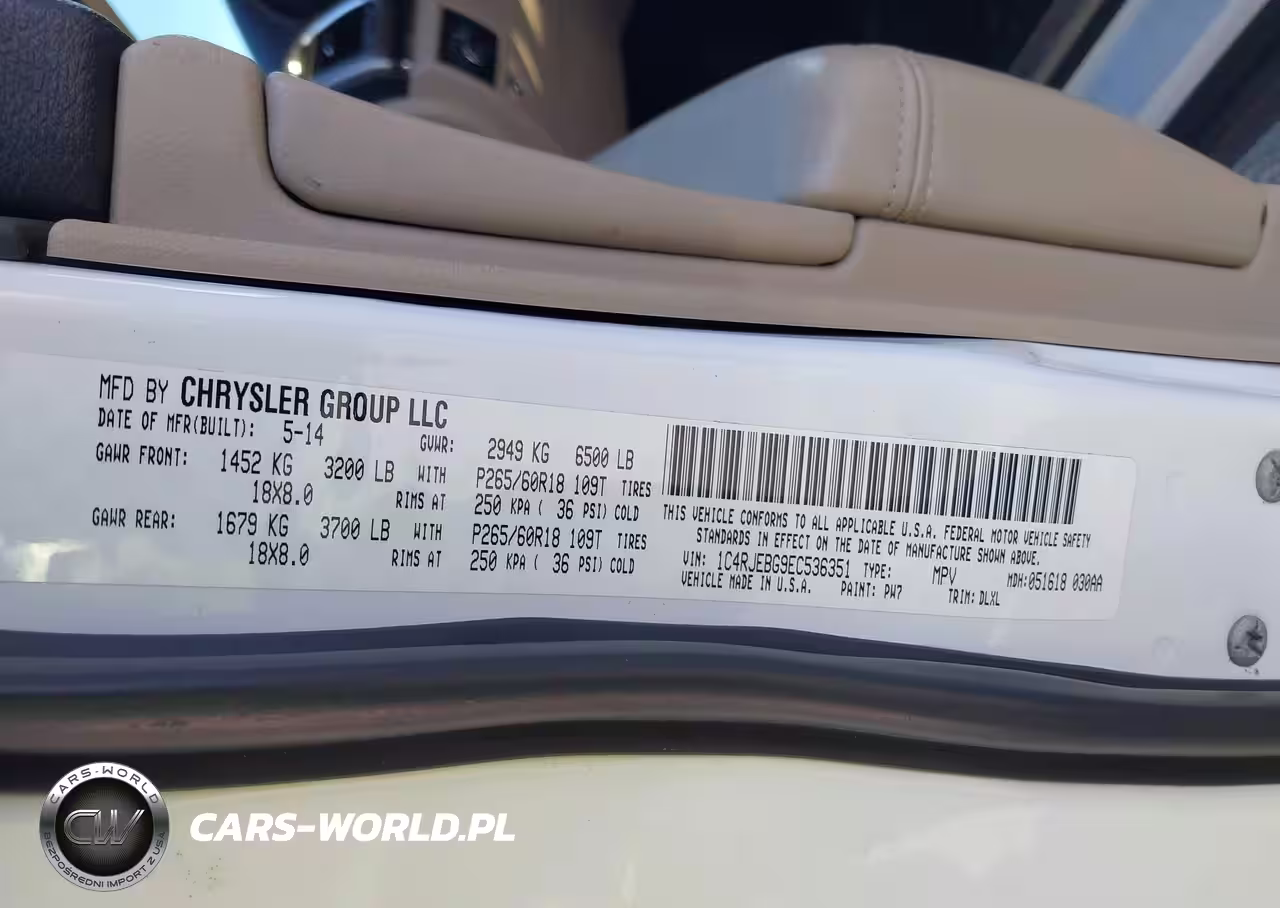 MFD BY CHRYSLER GROUP LLC
DATE OF MFR(BUILT): 5-14 GVWR: 2949 KG 6500 LB
GAWR FRONT: 1452 KG 3200 LB WITH P265/60R18 109T TIRES
18X8.0 RIMS AT 250 KPA ( 36 PSI) COLD
GAWR REAR: 1679 KG 3700 LB WITH P265/60R18 109T TIRES
18X8.0 RIMS AT 250 KPA ( 36 PSI) COLD
THIS VEHICLE CONFORMS TO ALL APPLICABLE U.S.A. FEDERAL MOTOR VEHICLE SAFETY
STANDARDS IN EFFECT ON THE DATE OF MANUFACTURE SHOWN ABOVE.
VIN: 1C4RJEBG9EC536351 TYPE: MPV MDH:051618 030AA
VEHICLE MADE IN U.S.A. PAINT: PW7 TRIM: DLXL
CARS-WORLD
CW
BEZPOŚREDNI IMPORT Z USA
CARS-WORLD.PL